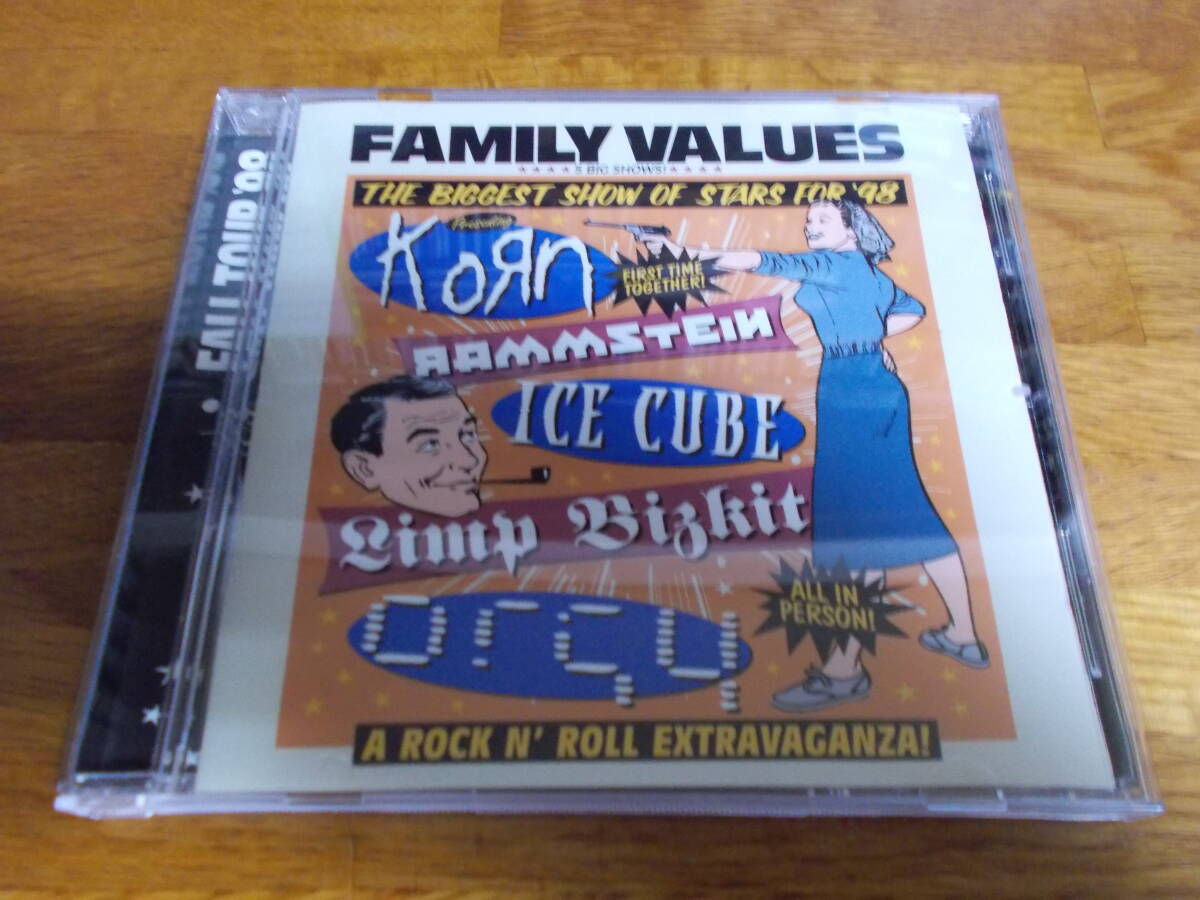 FAMILY VALUES
5 BIG SHOWS!
THE BIGGEST SHOW OF STARS FOR '98
Presenting
KoЯn
FIRST TIME
TOGETHER!
RAMMSTEIN
ICE CUBE
Limp Bizkit
orgy
ALL IN
PERSON!
A ROCK N' ROLL EXTRAVAGANZA!
FALL TOUR '98